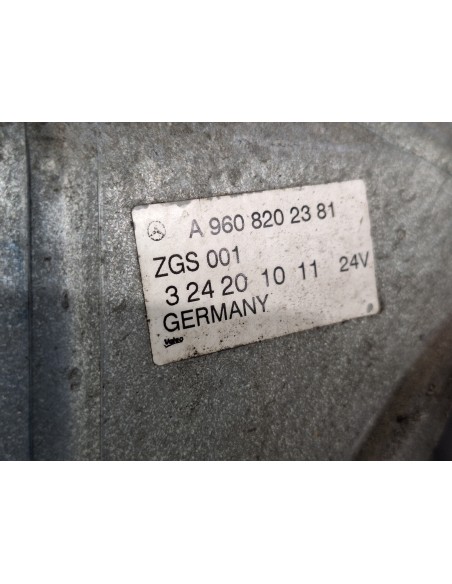 A 960 820 23 81
ZGS 001
3 24 20 10 11 24V
GERMANY
Valeo